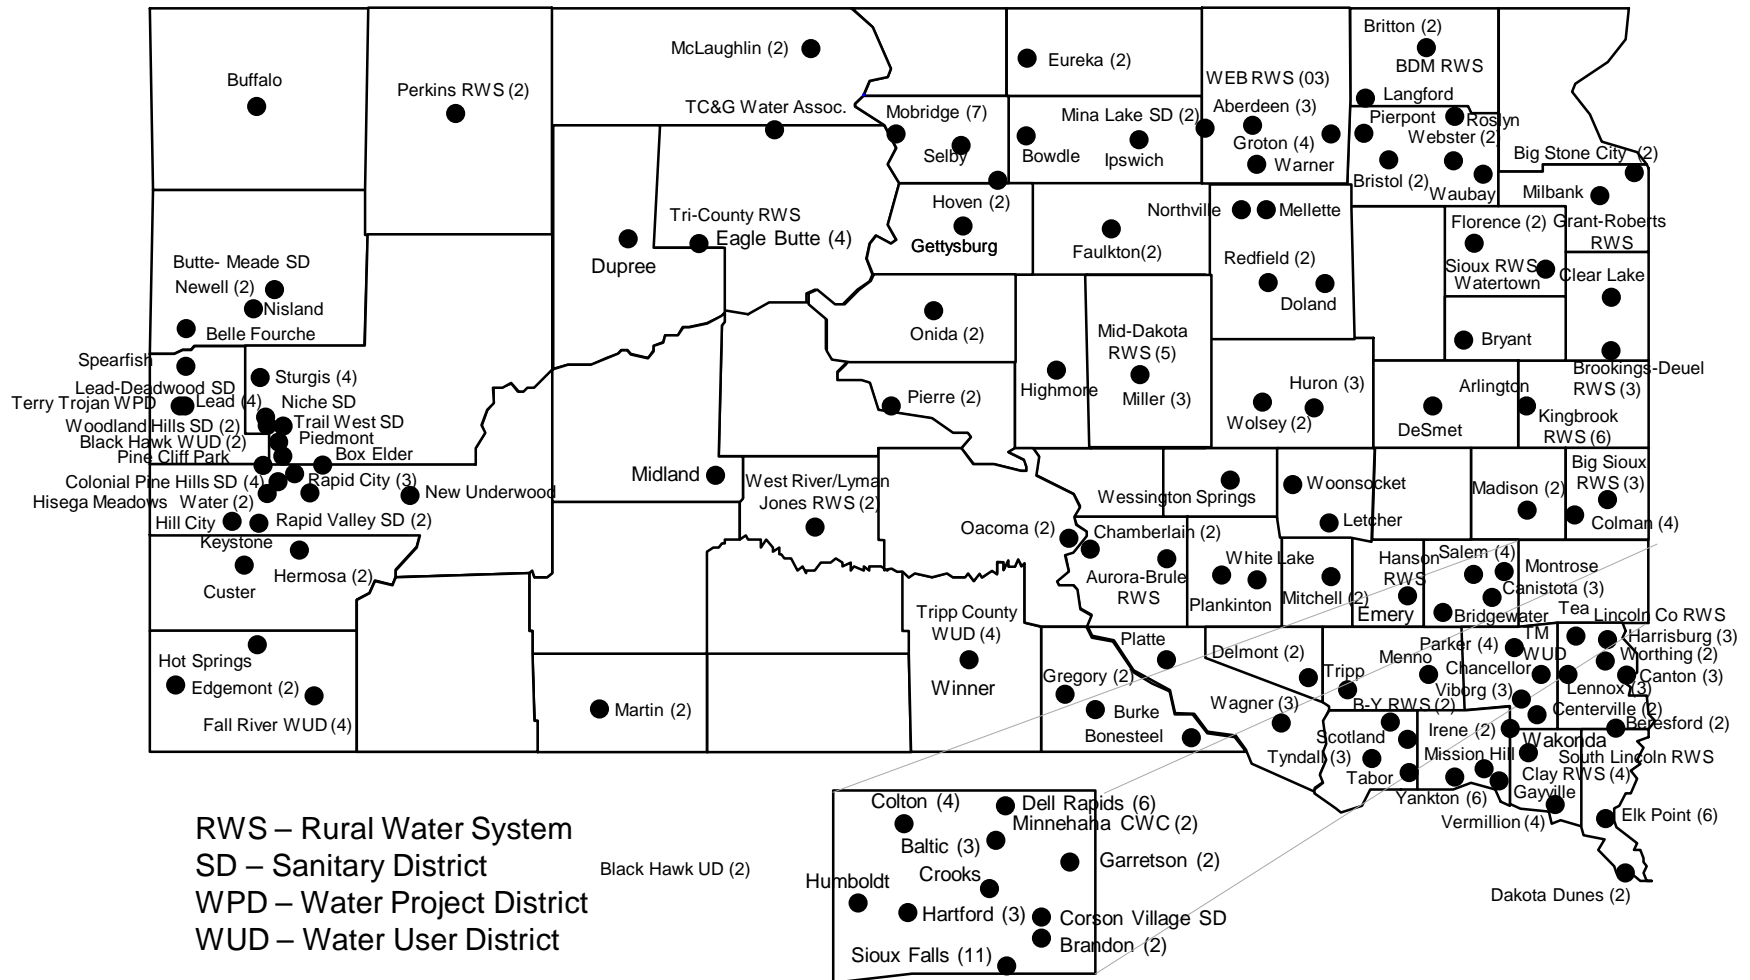 McLaughlin (2)
Buffalo
Perkins RWS (2)
TC&G Water Assoc.
Eureka (2)
Britton (2)
BDM RWS
WEB RWS (03)
Langford
Aberdeen (3)
Mobridge (7)
Mina Lake SD (2)
Pierpont
Roslyn
Groton (4)
Webster (2)
Selby
Bowdle
Ipswich
Warner
Big Stone City (2)
Bristol (2)
Waubay
Milbank
Hoven (2)
Northville
Mellette
Tri-County RWS
Eagle Butte (4)
Gettysburg
Faulkton(2)
Florence (2)
Grant-Roberts
RWS
Dupree
Butte- Meade SD
Newell (2)
Nisland
Belle Fourche
Redfield (2)
Doland
Sioux RWS
Watertown
Clear Lake
Onida (2)
Mid-Dakota
RWS (5)
Bryant
Spearfish
Sturgis (4)
Highmore
Miller (3)
Huron (3)
Wolsey (2)
Arlington
Brookings-Deuel
RWS (3)
Lead-Deadwood SD
Terry Trojan WPD
Lead (4)
Niche SD
Pierre (2)
DeSmet
Kingbrook
RWS (6)
Woodland Hills SD (2)
Trail West SD
Black Hawk WUD (2)
Piedmont
Pine Cliff Park
Box Elder
Colonial Pine Hills SD (4)
Rapid City (3)
Hisega Meadows Water (2)
New Underwood
Hill City
Rapid Valley SD (2)
Midland
West River/Lyman
Jones RWS (2)
Wessington Springs
Woonsocket
Letcher
Madison (2)
Big Sioux
RWS (3)
Colman (4)
Keystone
Hermosa (2)
Custer
Oacoma (2)
Chamberlain (2)
Aurora-Brule
RWS
White Lake
Plankinton
Mitchell (2)
Hanson
RWS
Emery
Salem (4)
Montrose
Canistota (3)
Bridgewater
Tripp County
WUD (4)
Winner
Tea
Lincoln Co RWS
Harrisburg (3)
Worthing (2)
Canton (3)
Lennox (3)
Platte
Delmont (2)
Tripp
Menno
Parker (4)
TM
WUD
Chancellor
Viborg (3)
Centerville (2)
Beresford (2)
Hot Springs
Edgemont (2)
Fall River WUD (4)
Martin (2)
Gregory (2)
Burke
Bonesteel
Wagner (3)
B-Y RWS (2)
Scotland
Tyndall (3)
Tabor
Irene (2)
Mission Hill
Yankton (6)
Wakonda
South Lincoln RWS
Clay RWS (4)
Gayville
Vermillion (4)
Elk Point (6)
Dakota Dunes (2)
Colton (4)
Dell Rapids (6)
Minnehaha CWC (2)
Baltic (3)
Garretson (2)
Crooks
Humboldt
Hartford (3)
Corson Village SD
Brandon (2)
Sioux Falls (11)
Black Hawk UD (2)
RWS – Rural Water System
SD – Sanitary District
WPD – Water Project District
WUD – Water User District